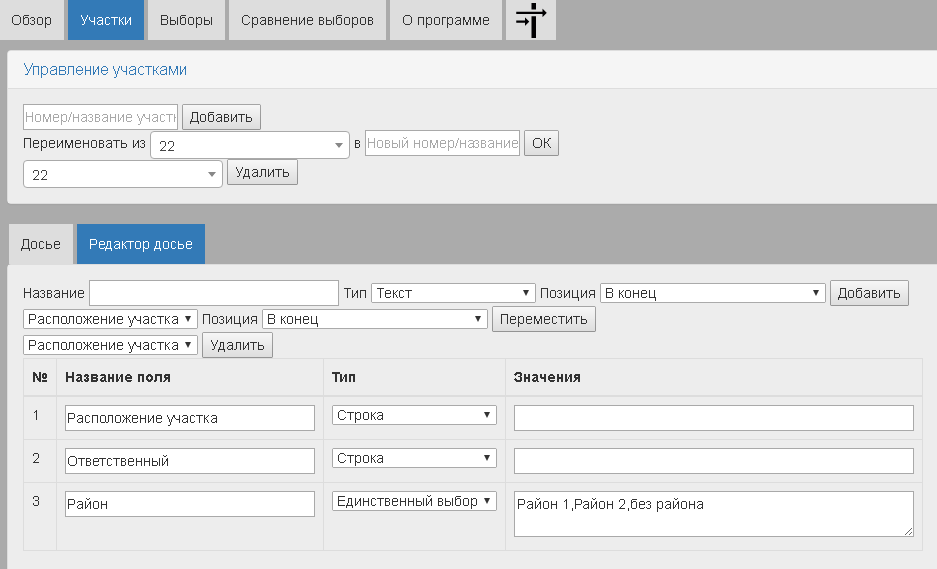 Обзор Участки Выборы Сравнение выборов О программе
Управление участками
Номер/название участк Добавить
Переименовать из 22 в Новый номер/название OK
22 Удалить
Досье Редактор досье
Название Тип Текст Позиция В конец Добавить
Расположение участка Позиция В конец Переместить
Расположение участка Удалить
№ Название поля Тип Значения
1 Расположение участка Строка
2 Ответственный Строка
3 Район Единственный выбор Район 1,Район 2,без района